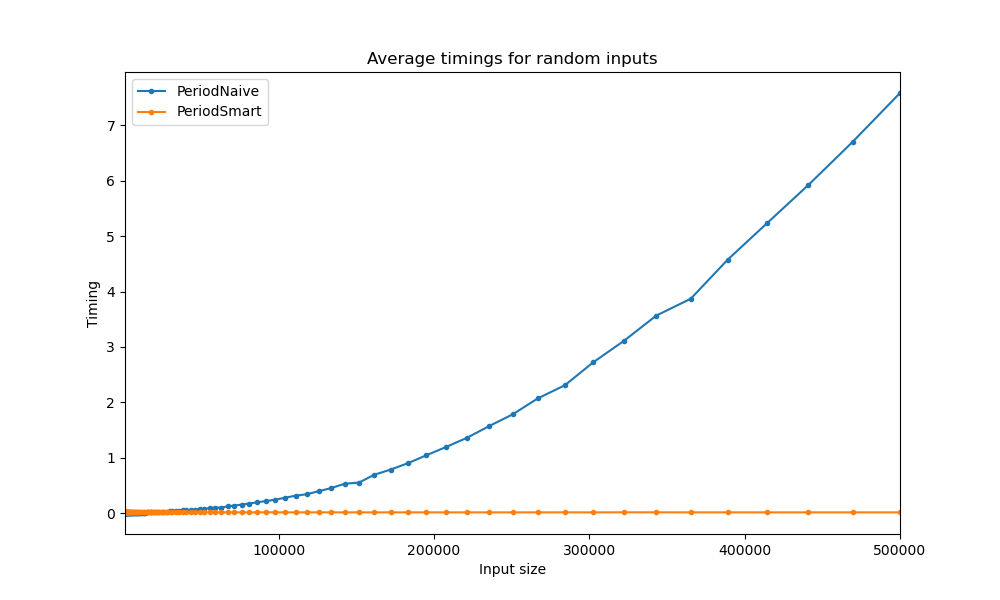 Average timings for random inputs
PeriodNaive
PeriodSmart
7
6
5
4
3
2
1
0
Timing
100000 200000 300000 400000 500000
Input size